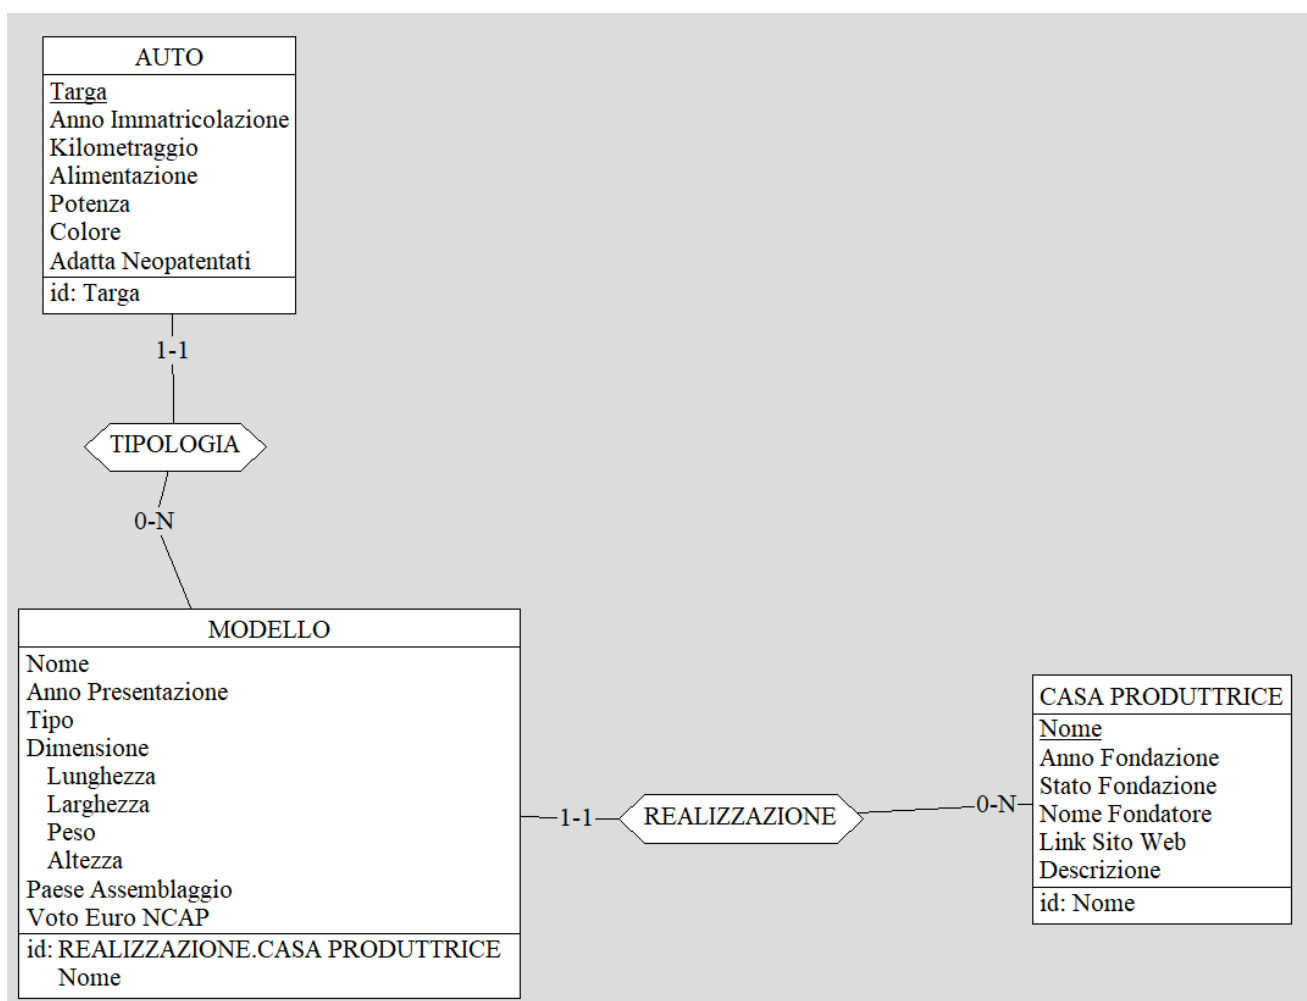 AUTO
Targa
Anno Immatricolazione
Kilometraggio
Alimentazione
Potenza
Colore
Adatta Neopatentati
id: Targa
1-1
TIPOLOGIA
0-N
MODELLO
Nome
Anno Presentazione
Tipo
Dimensione
Lunghezza
Larghezza
Peso
Altezza
Paese Assemblaggio
Voto Euro NCAP
id: REALIZZAZIONE.CASA PRODUTTRICE
Nome
1-1
REALIZZAZIONE
0-N
CASA PRODUTTRICE
Nome
Anno Fondazione
Stato Fondazione
Nome Fondatore
Link Sito Web
Descrizione
id: Nome